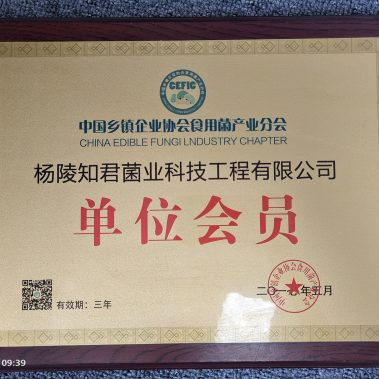 CEFIC
中国乡镇企业协会食用菌产业分会
CHINA EDIBLE FUNGI LNDUSTRY CHAPTER
杨陵知君菌业科技工程有限公司
单位会员
有效期：三年
09:39